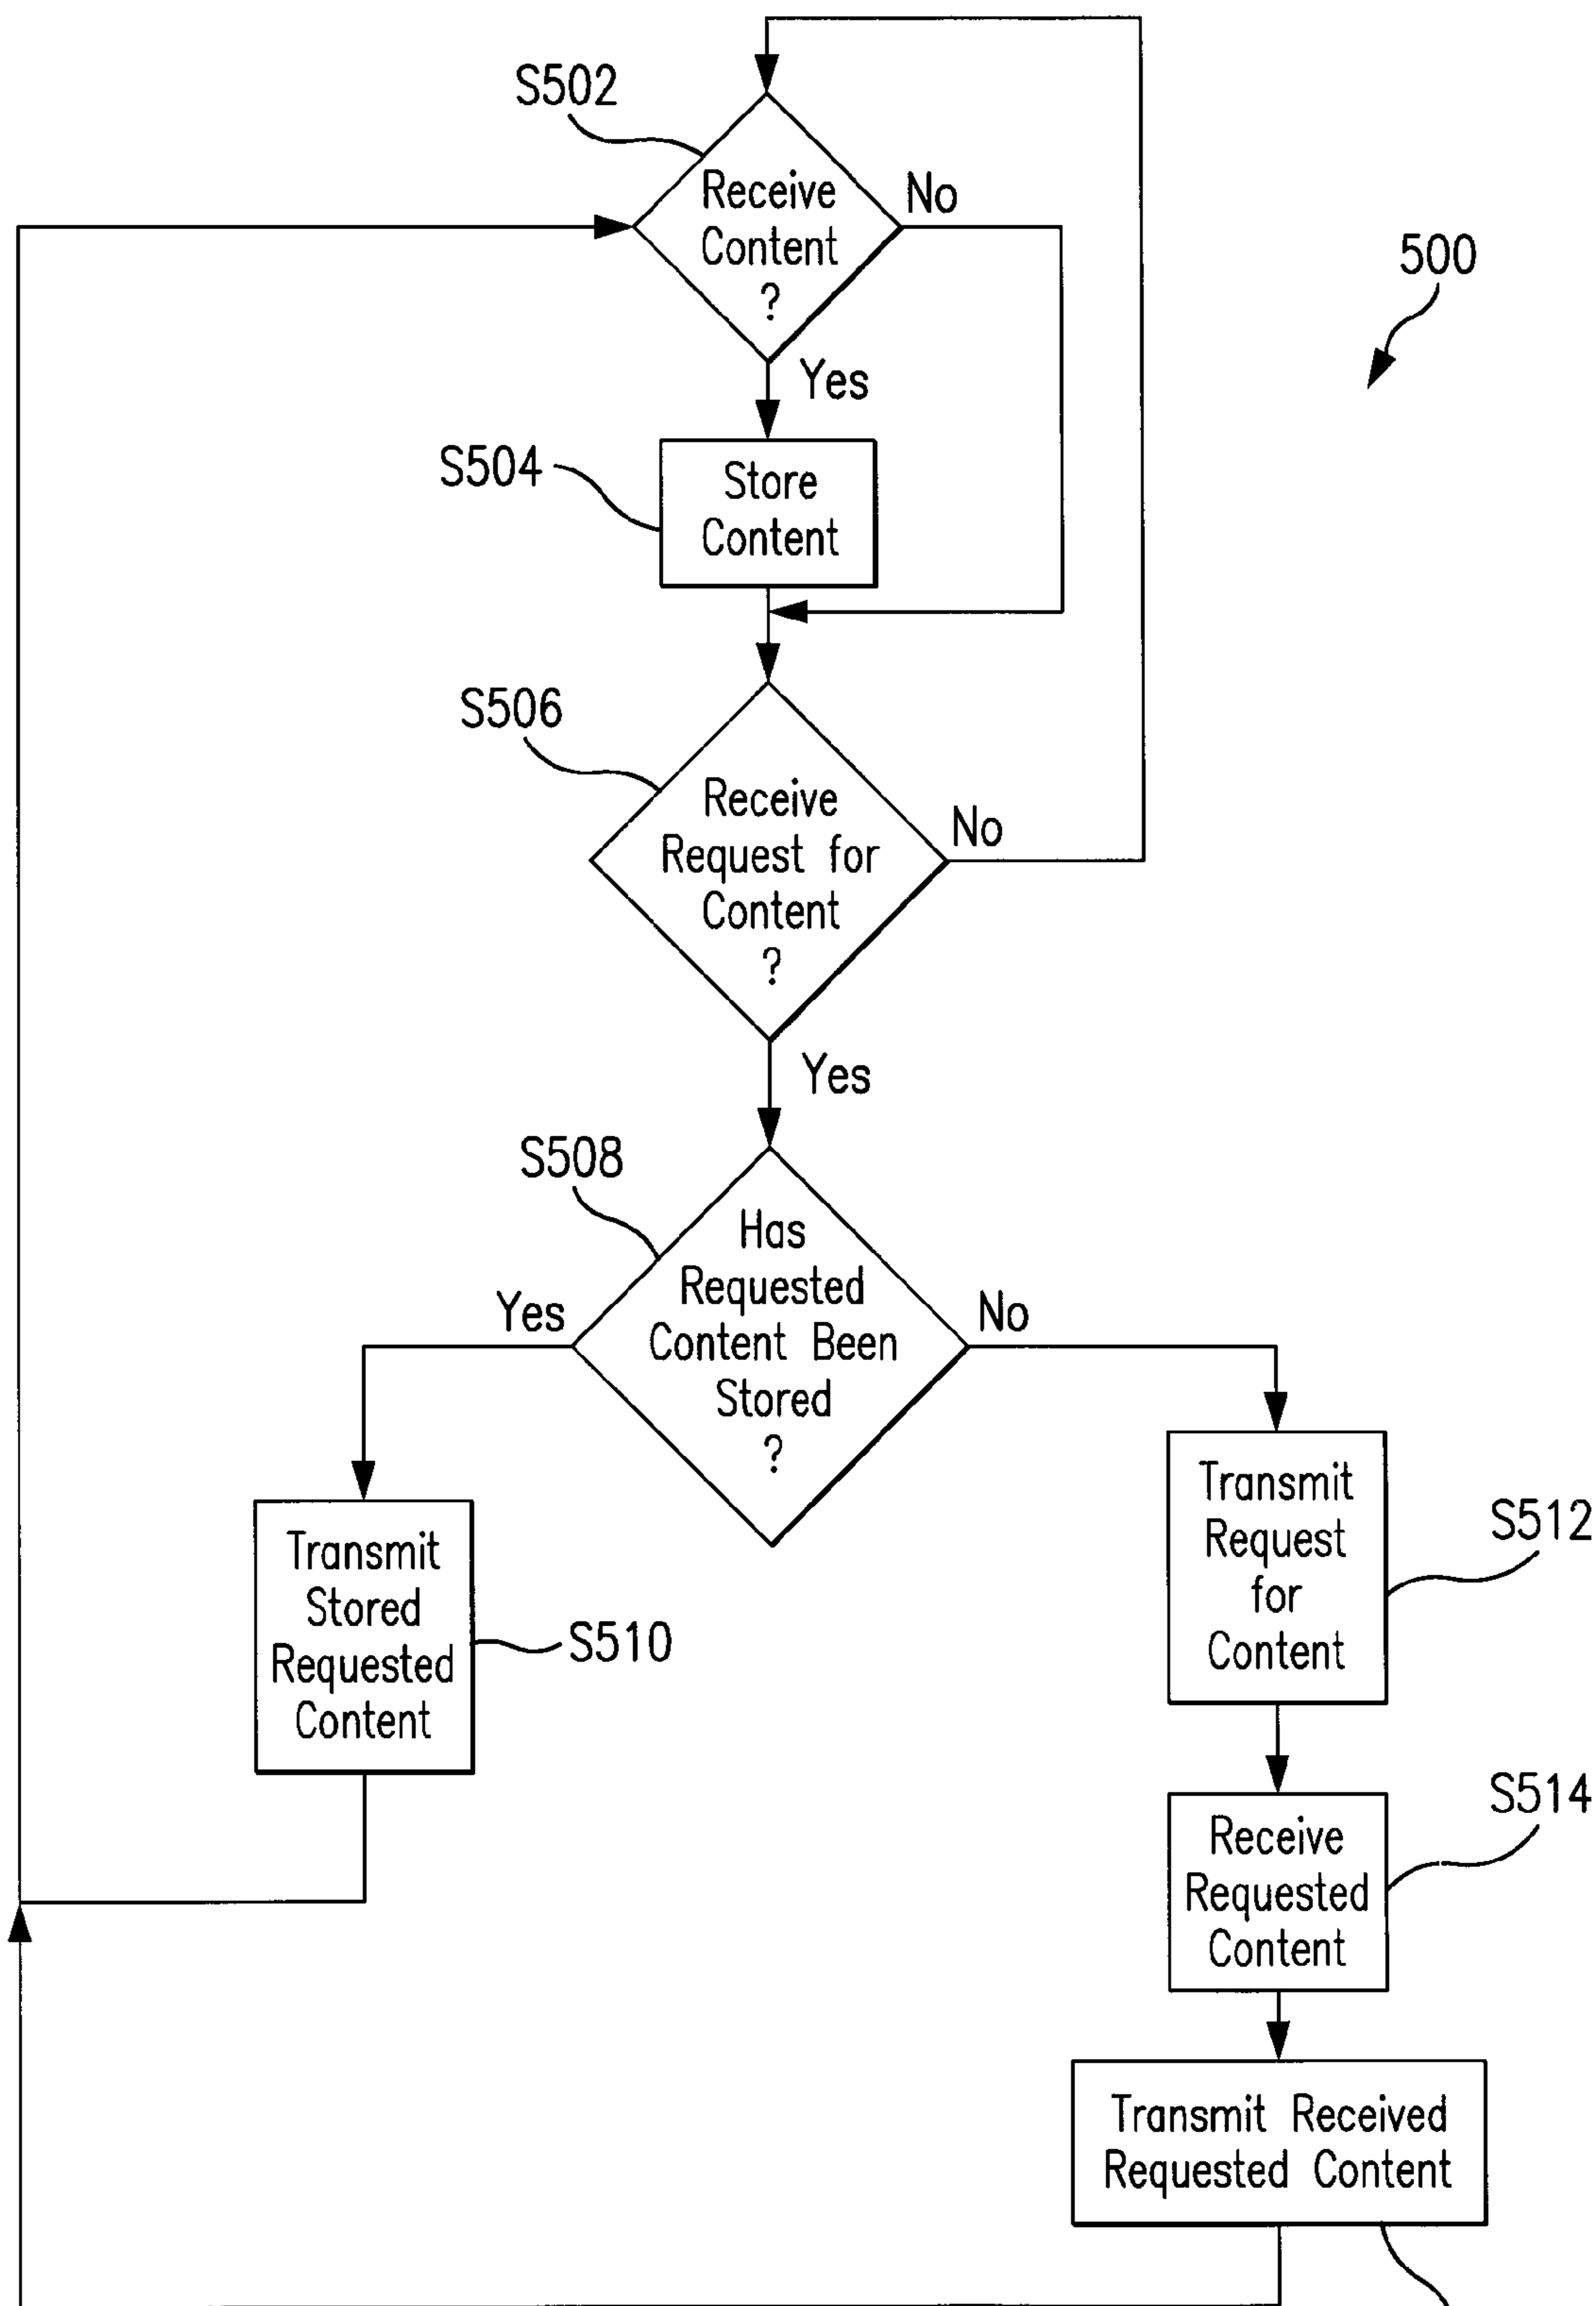 S502
Receive
Content
?
No
500
Yes
S504
Store
Content
S506
Receive
Request for
Content
?
No
Yes
S508
Has
Requested
Content Been
Stored
?
Yes
No
Transmit
Stored
Requested
Content
S510
Transmit
Request
for
Content
S512
Receive
Requested
Content
S514
Transmit Received
Requested Content